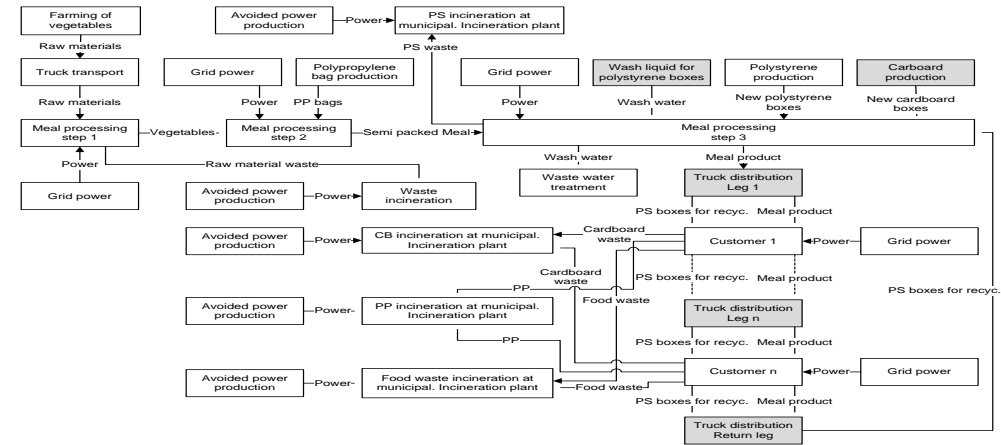 Farming of
vegetables
Avoided power
production
Power
PS incineration at
municipal. Incineration plant
Raw materials
PS waste
Truck transport
Grid power
Polypropylene
bag production
Grid power
Wash liquid for
polystyrene boxes
Polystyrene
production
Carboard
production
Raw materials
Power
PP bags
Power
Wash water
New polystyrene
boxes
New cardboard
boxes
Meal processing
step 1
Vegetables
Meal processing
step 2
Semi packed Meal
Meal processing
step 3
Power
Raw material waste
Wash water
Meal product
Grid power
Avoided power
production
Power
Waste
incineration
Waste water
treatment
Truck distribution
Leg 1
PS boxes for recyc.
Meal product
Avoided power
production
Power
CB incineration at municipal.
Incineration plant
Cardboard
waste
Customer 1
Power
Grid power
Cardboard
waste
PS boxes for recyc.
Meal product
PP
Food waste
PS boxes for recyc.
Avoided power
production
Power
PP incineration at municipal.
Incineration plant
Truck distribution
Leg n
PP
PS boxes for recyc.
Meal product
Avoided power
production
Power
Food waste incineration at
municipal. Incineration plant
Food waste
Customer n
Power
Grid power
PS boxes for recyc.
Meal product
Truck distribution
Return leg